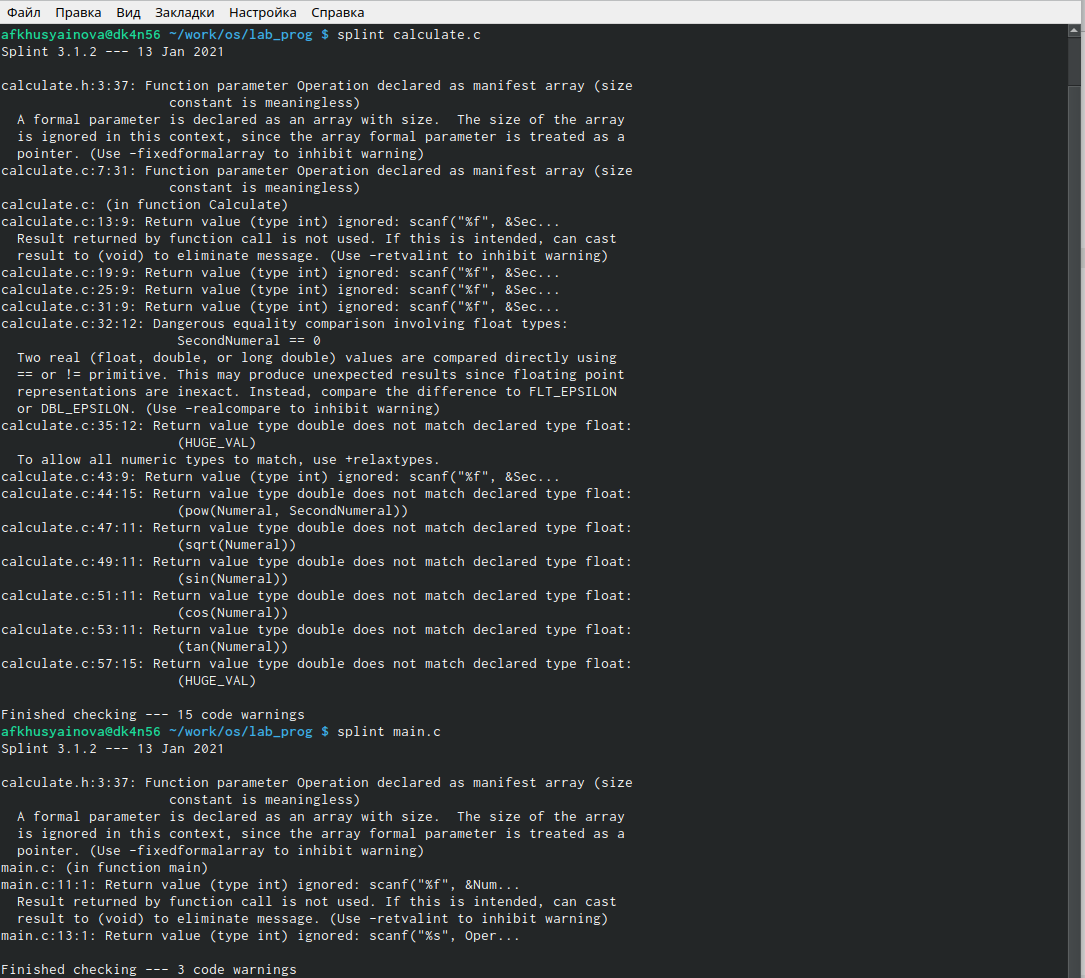 Файл Правка Вид Закладки Настройка Справка
afkhusyainova@dk4n56 ~/work/os/lab_prog $ splint calculate.c
Splint 3.1.2 --- 13 Jan 2021

calculate.h:3:37: Function parameter Operation declared as manifest array (size
                     constant is meaningless)
  A formal parameter is declared as an array with size.  The size of the array
  is ignored in this context, since the array formal parameter is treated as a
  pointer. (Use -fixedformalarray to inhibit warning)
calculate.c:7:31: Function parameter Operation declared as manifest array (size
                     constant is meaningless)
calculate.c: (in function Calculate)
calculate.c:13:9: Return value (type int) ignored: scanf("%f", &Sec...
  Result returned by function call is not used. If this is intended, can cast
  result to (void) to eliminate message. (Use -retvalint to inhibit warning)
calculate.c:19:9: Return value (type int) ignored: scanf("%f", &Sec...
calculate.c:25:9: Return value (type int) ignored: scanf("%f", &Sec...
calculate.c:31:9: Return value (type int) ignored: scanf("%f", &Sec...
calculate.c:32:12: Dangerous equality comparison involving float types:
                      SecondNumeral == 0
  Two real (float, double, or long double) values are compared directly using
  == or != primitive. This may produce unexpected results since floating point
  representations are inexact. Instead, compare the difference to FLT_EPSILON
  or DBL_EPSILON. (Use -realcompare to inhibit warning)
calculate.c:35:12: Return value type double does not match declared type float:
                      (HUGE_VAL)
  To allow all numeric types to match, use +relaxtypes.
calculate.c:43:9: Return value (type int) ignored: scanf("%f", &Sec...
calculate.c:44:15: Return value type double does not match declared type float:
                      (pow(Numeral, SecondNumeral))
calculate.c:47:11: Return value type double does not match declared type float:
                      (sqrt(Numeral))
calculate.c:49:11: Return value type double does not match declared type float:
                      (sin(Numeral))
calculate.c:51:11: Return value type double does not match declared type float:
                      (cos(Numeral))
calculate.c:53:11: Return value type double does not match declared type float:
                      (tan(Numeral))
calculate.c:57:15: Return value type double does not match declared type float:
                      (HUGE_VAL)

Finished checking --- 15 code warnings
afkhusyainova@dk4n56 ~/work/os/lab_prog $ splint main.c
Splint 3.1.2 --- 13 Jan 2021

calculate.h:3:37: Function parameter Operation declared as manifest array (size
                     constant is meaningless)
  A formal parameter is declared as an array with size.  The size of the array
  is ignored in this context, since the array formal parameter is treated as a
  pointer. (Use -fixedformalarray to inhibit warning)
main.c: (in function main)
main.c:11:1: Return value (type int) ignored: scanf("%f", &Num...
  Result returned by function call is not used. If this is intended, can cast
  result to (void) to eliminate message. (Use -retvalint to inhibit warning)
main.c:13:1: Return value (type int) ignored: scanf("%s", Oper...

Finished checking --- 3 code warnings